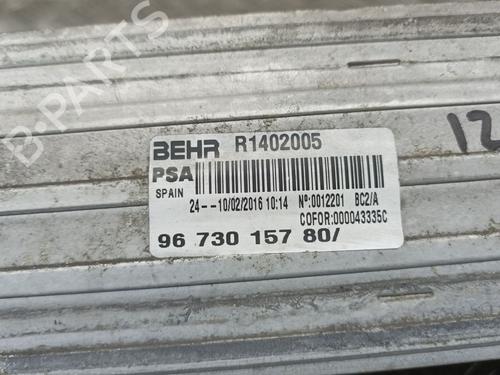 B-PARTS
12
BEHR R1402005
PSA
SPAIN
24--10/02/2016 10:14 Nº:0012201 BC2/A
COFOR:000043335C
96 730 157 80/